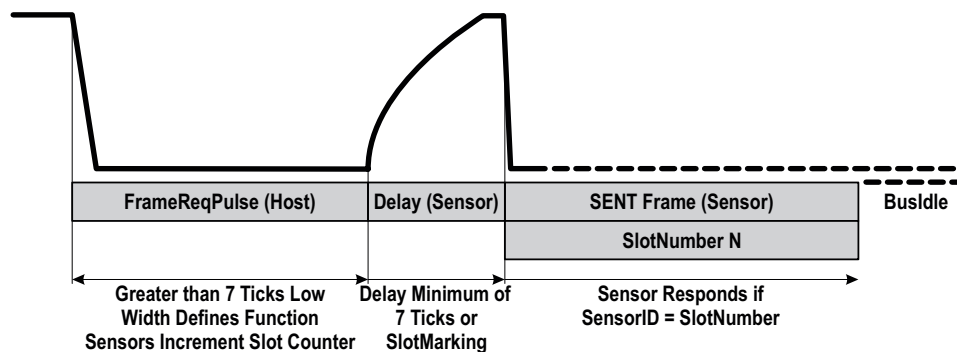 FrameReqPulse (Host)
Delay (Sensor)
SENT Frame (Sensor)
BusIdle
SlotNumber N
Greater than 7 Ticks Low
Width Defines Function
Sensors Increment Slot Counter
Delay Minimum of
7 Ticks or
SlotMarking
Sensor Responds if
SensorID = SlotNumber